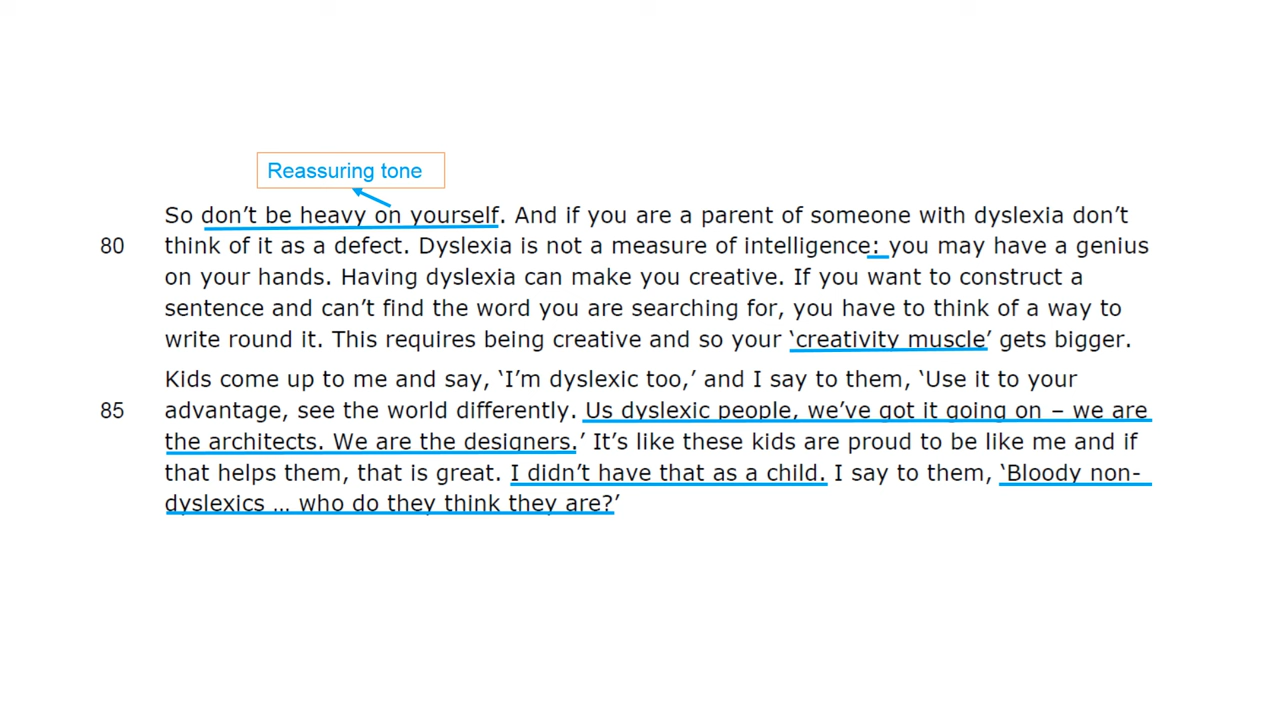 Reassuring tone
So don’t be heavy on yourself. And if you are a parent of someone with dyslexia don’t
80 think of it as a defect. Dyslexia is not a measure of intelligence: you may have a genius
on your hands. Having dyslexia can make you creative. If you want to construct a
sentence and can’t find the word you are searching for, you have to think of a way to
write round it. This requires being creative and so your ‘creativity muscle’ gets bigger.
Kids come up to me and say, ‘I’m dyslexic too,’ and I say to them, ‘Use it to your
85 advantage, see the world differently. Us dyslexic people, we’ve got it going on – we are
the architects. We are the designers.’ It’s like these kids are proud to be like me and if
that helps them, that is great. I didn’t have that as a child. I say to them, ‘Bloody non-
dyslexics … who do they think they are?’